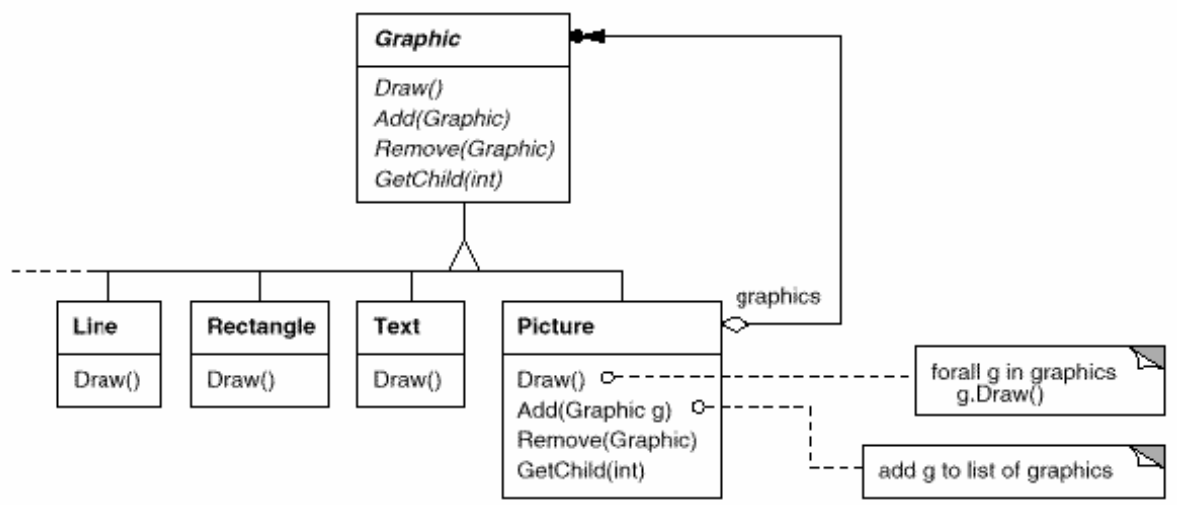 Graphic
Draw()
Add(Graphic)
Remove(Graphic)
GetChild(int)
graphics
Line
Draw()
Rectangle
Draw()
Text
Draw()
Picture
Draw()
Add(Graphic g)
Remove(Graphic)
GetChild(int)
forall g in graphics
g.Draw()
add g to list of graphics